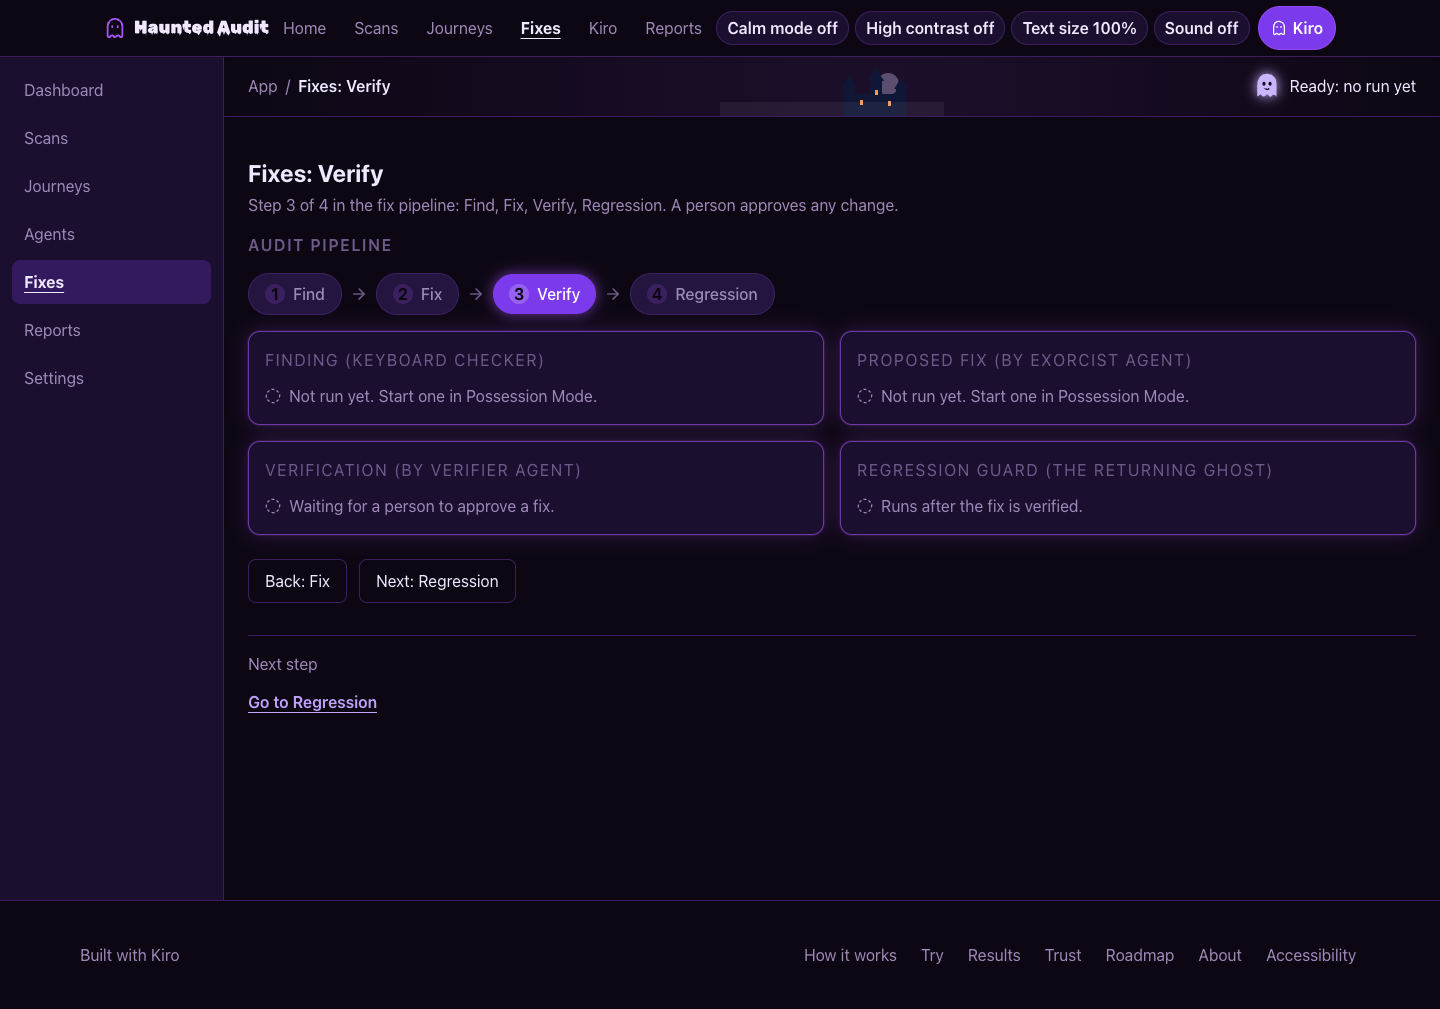 Haunted Audit Home Scans Journeys Fixes Kiro Reports Calm mode off High contrast off Text size 100% Sound off Kiro
App / Fixes: Verify Ready: no run yet
Dashboard
Scans
Journeys
Agents
Fixes
Reports
Settings
Fixes: Verify
Step 3 of 4 in the fix pipeline: Find, Fix, Verify, Regression. A person approves any change.
AUDIT PIPELINE
1 Find → 2 Fix → 3 Verify → 4 Regression
FINDING (KEYBOARD CHECKER)
Not run yet. Start one in Possession Mode.
PROPOSED FIX (BY EXORCIST AGENT)
Not run yet. Start one in Possession Mode.
VERIFICATION (BY VERIFIER AGENT)
Waiting for a person to approve a fix.
REGRESSION GUARD (THE RETURNING GHOST)
Runs after the fix is verified.
Back: Fix Next: Regression
Next step
Go to Regression
Built with Kiro How it works Try Results Trust Roadmap About Accessibility